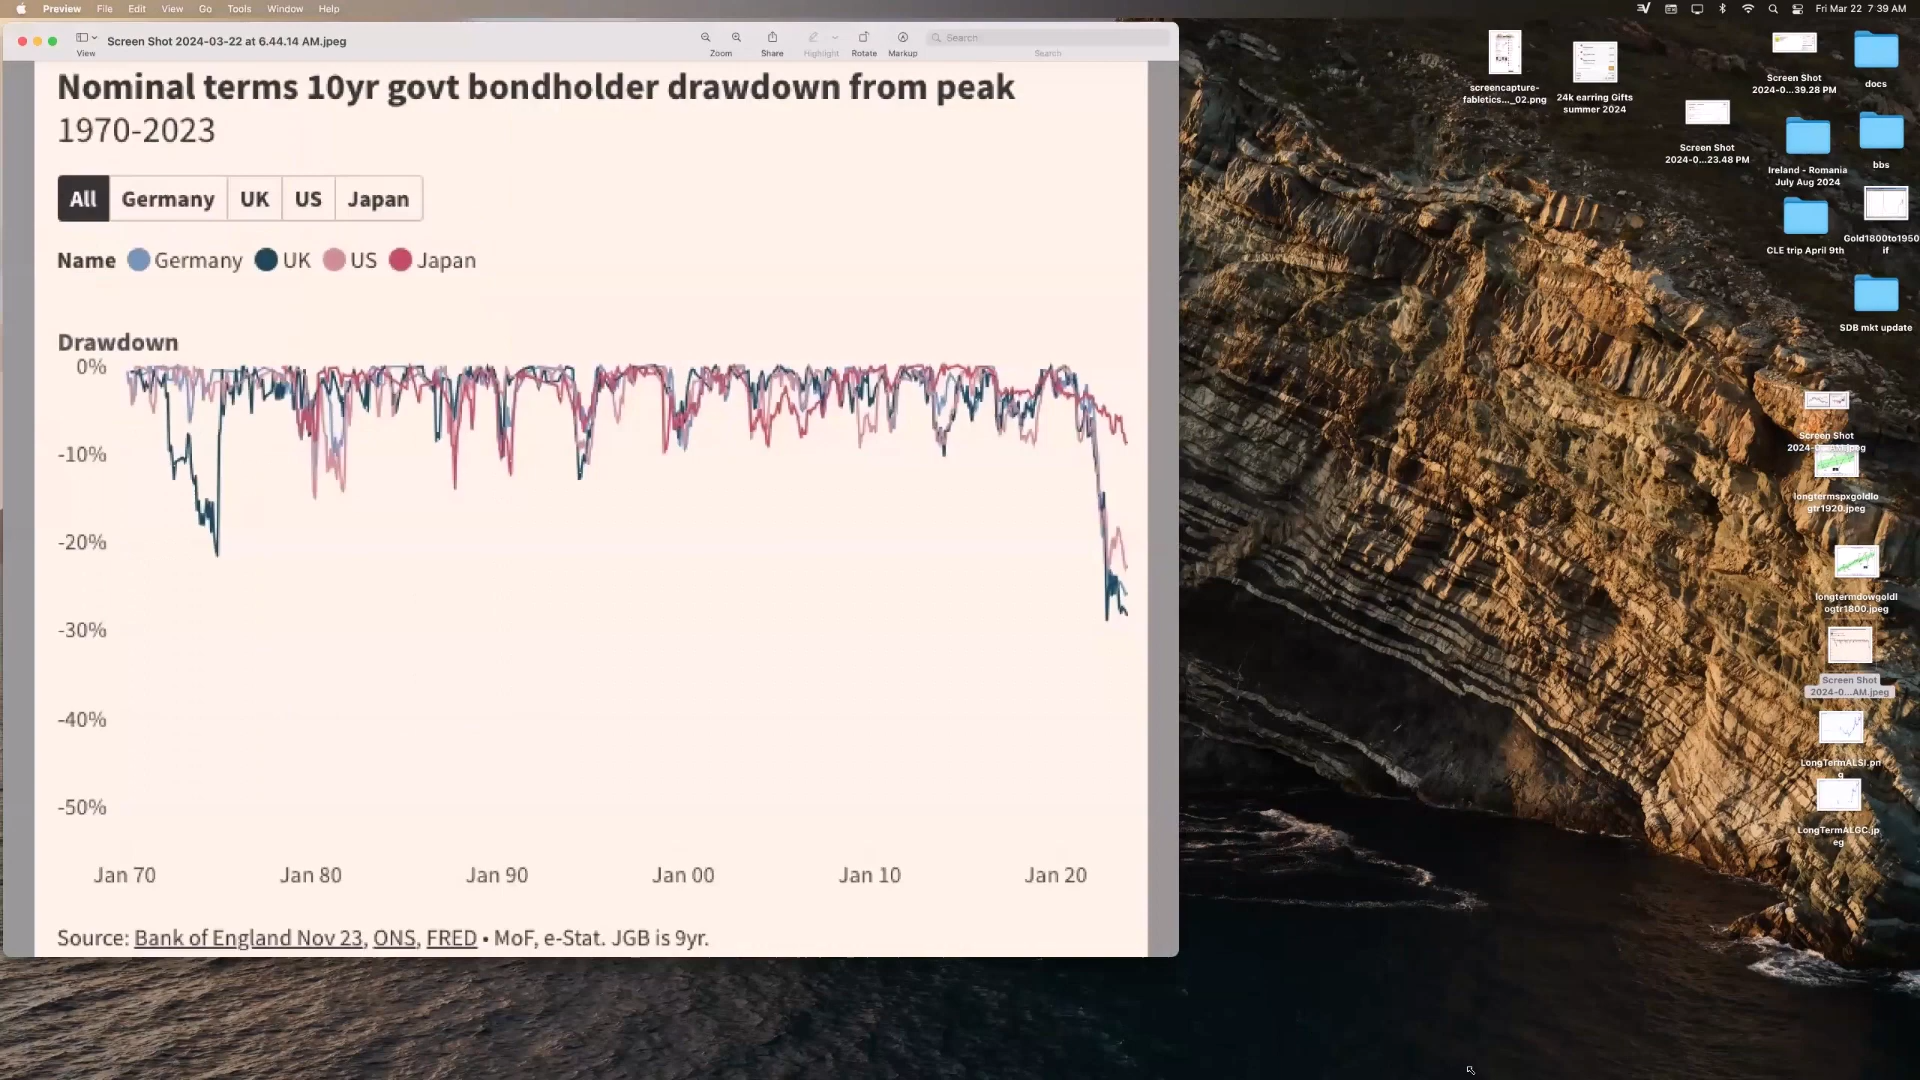 Preview File Edit View Go Tools Window Help
Fri Mar 22 7 39 AM
Screen Shot 2024-03-22 at 6.44.14 AM.jpeg
View
Zoom
Share
Highlight
Rotate
Markup
Search
Search
Nominal terms 10yr govt bondholder drawdown from peak
1970-2023
All Germany UK US Japan
Name Germany UK US Japan
Drawdown
0%
-10%
-20%
-30%
-40%
-50%
Jan 70 Jan 80 Jan 90 Jan 00 Jan 10 Jan 20
Source: Bank of England Nov 23, ONS, FRED • MoF, e-Stat. JGB is 9yr.
screencapture-
fabletics..._02.png
24k earring Gifts
summer 2024
Screen Shot
2024-0...39.28 PM
docs
Screen Shot
2024-0...23.48 PM
Ireland - Romania
July Aug 2024
bbs
CLE trip April 9th
Gold1800to1950
if
SDB mkt update
Screen Shot
longtermspxgoldlo
gtr1920.jpeg
longtermdowgoldl
ogtr1800.jpeg
Screen Shot
2024-0...AM.jpeg
LongTermALSI.pn
g
LongTermALGC.jp
eg